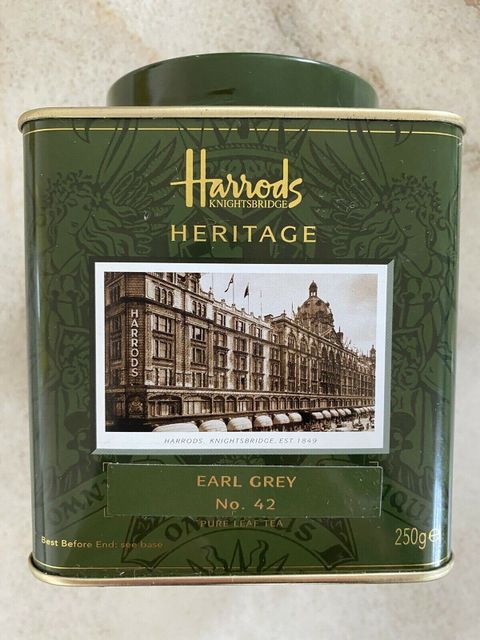 Harrods
KNIGHTSBRIDGE
HERITAGE
HARRODS
HARRODS, KNIGHTSBRIDGE, EST 1849
EARL GREY
No. 42
PURE LEAF TEA
Best Before End: see base
250g℮